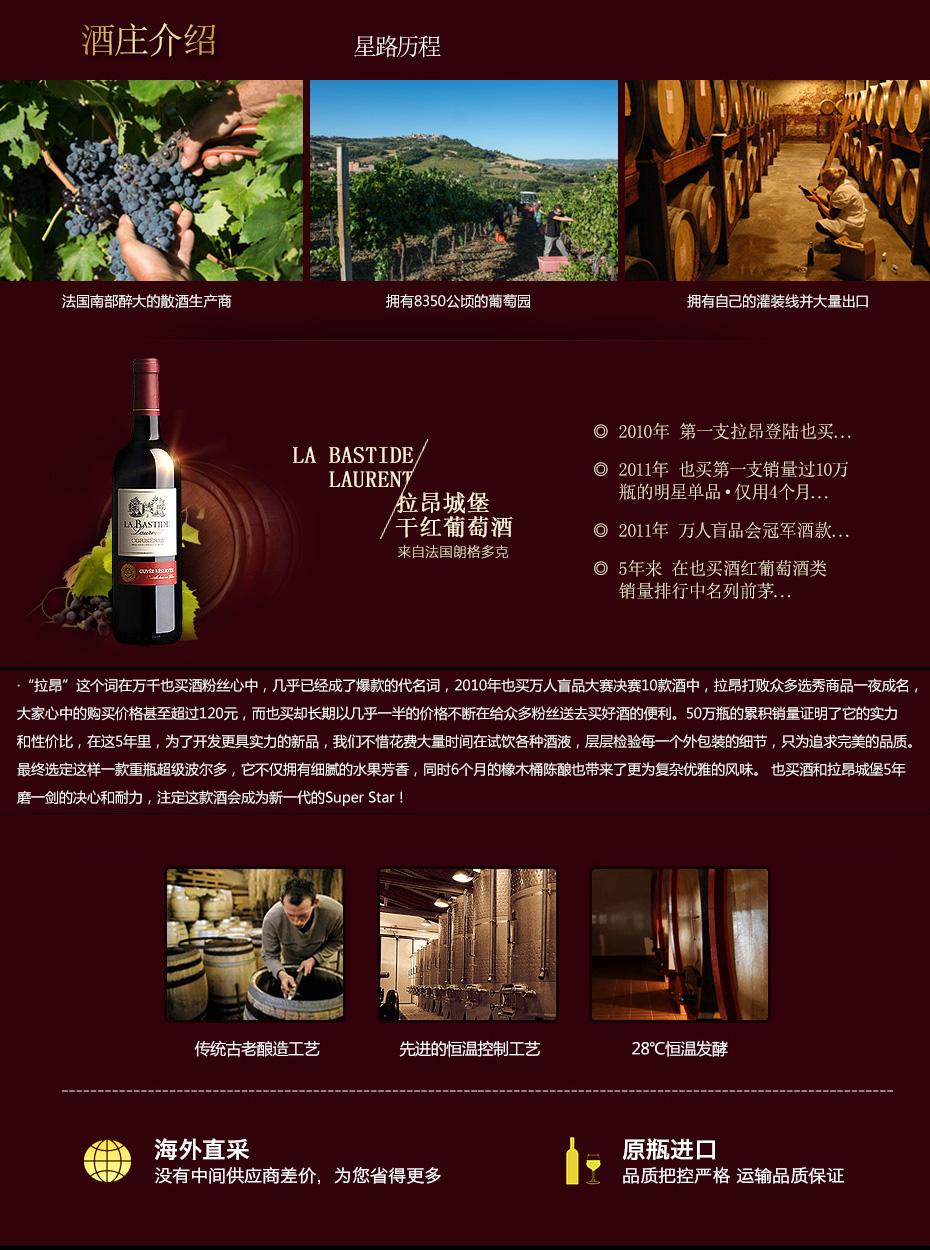 酒庄介绍
星路历程
法国南部醉大的散酒生产商
拥有8350公顷的葡萄园
拥有自己的灌装线并大量出口
LA BASTIDE
LAURENT
拉昂城堡
干红葡萄酒
来自法国朗格多克
LA BASTIDE
Laurent
CORBIÈRES
CUVÉE RÉSERVÉE
◎ 2010年 第一支拉昂登陆也买...
◎ 2011年 也买第一支销量过10万
瓶的明星单品•仅用4个月...
◎ 2011年 万人盲品会冠军酒款...
◎ 5年来 在也买酒红葡萄酒类
销量排行中名列前茅...
·“拉昂”这个词在万千也买酒粉丝心中，几乎已经成了爆款的代名词，2010年也买万人盲品大赛决赛10款酒中，拉昂打败众多选秀商品一夜成名，
大家心中的购买价格甚至超过120元，而也买却长期以几乎一半的价格不断在给众多粉丝送去买好酒的便利。50万瓶的累积销量证明了它的实力
和性价比，在这5年里，为了开发更具实力的新品，我们不惜花费大量时间在试饮各种酒液，层层检验每一个外包装的细节，只为追求完美的品质。
最终选定这样一款重瓶超级波尔多，它不仅拥有细腻的水果芳香，同时6个月的橡木桶陈酿也带来了更为复杂优雅的风味。 也买酒和拉昂城堡5年
磨一剑的决心和耐力，注定这款酒会成为新一代的Super Star！
传统古老酿造工艺
先进的恒温控制工艺
28℃恒温发酵
海外直采
没有中间供应商差价，为您省得更多
原瓶进口
品质把控严格 运输品质保证